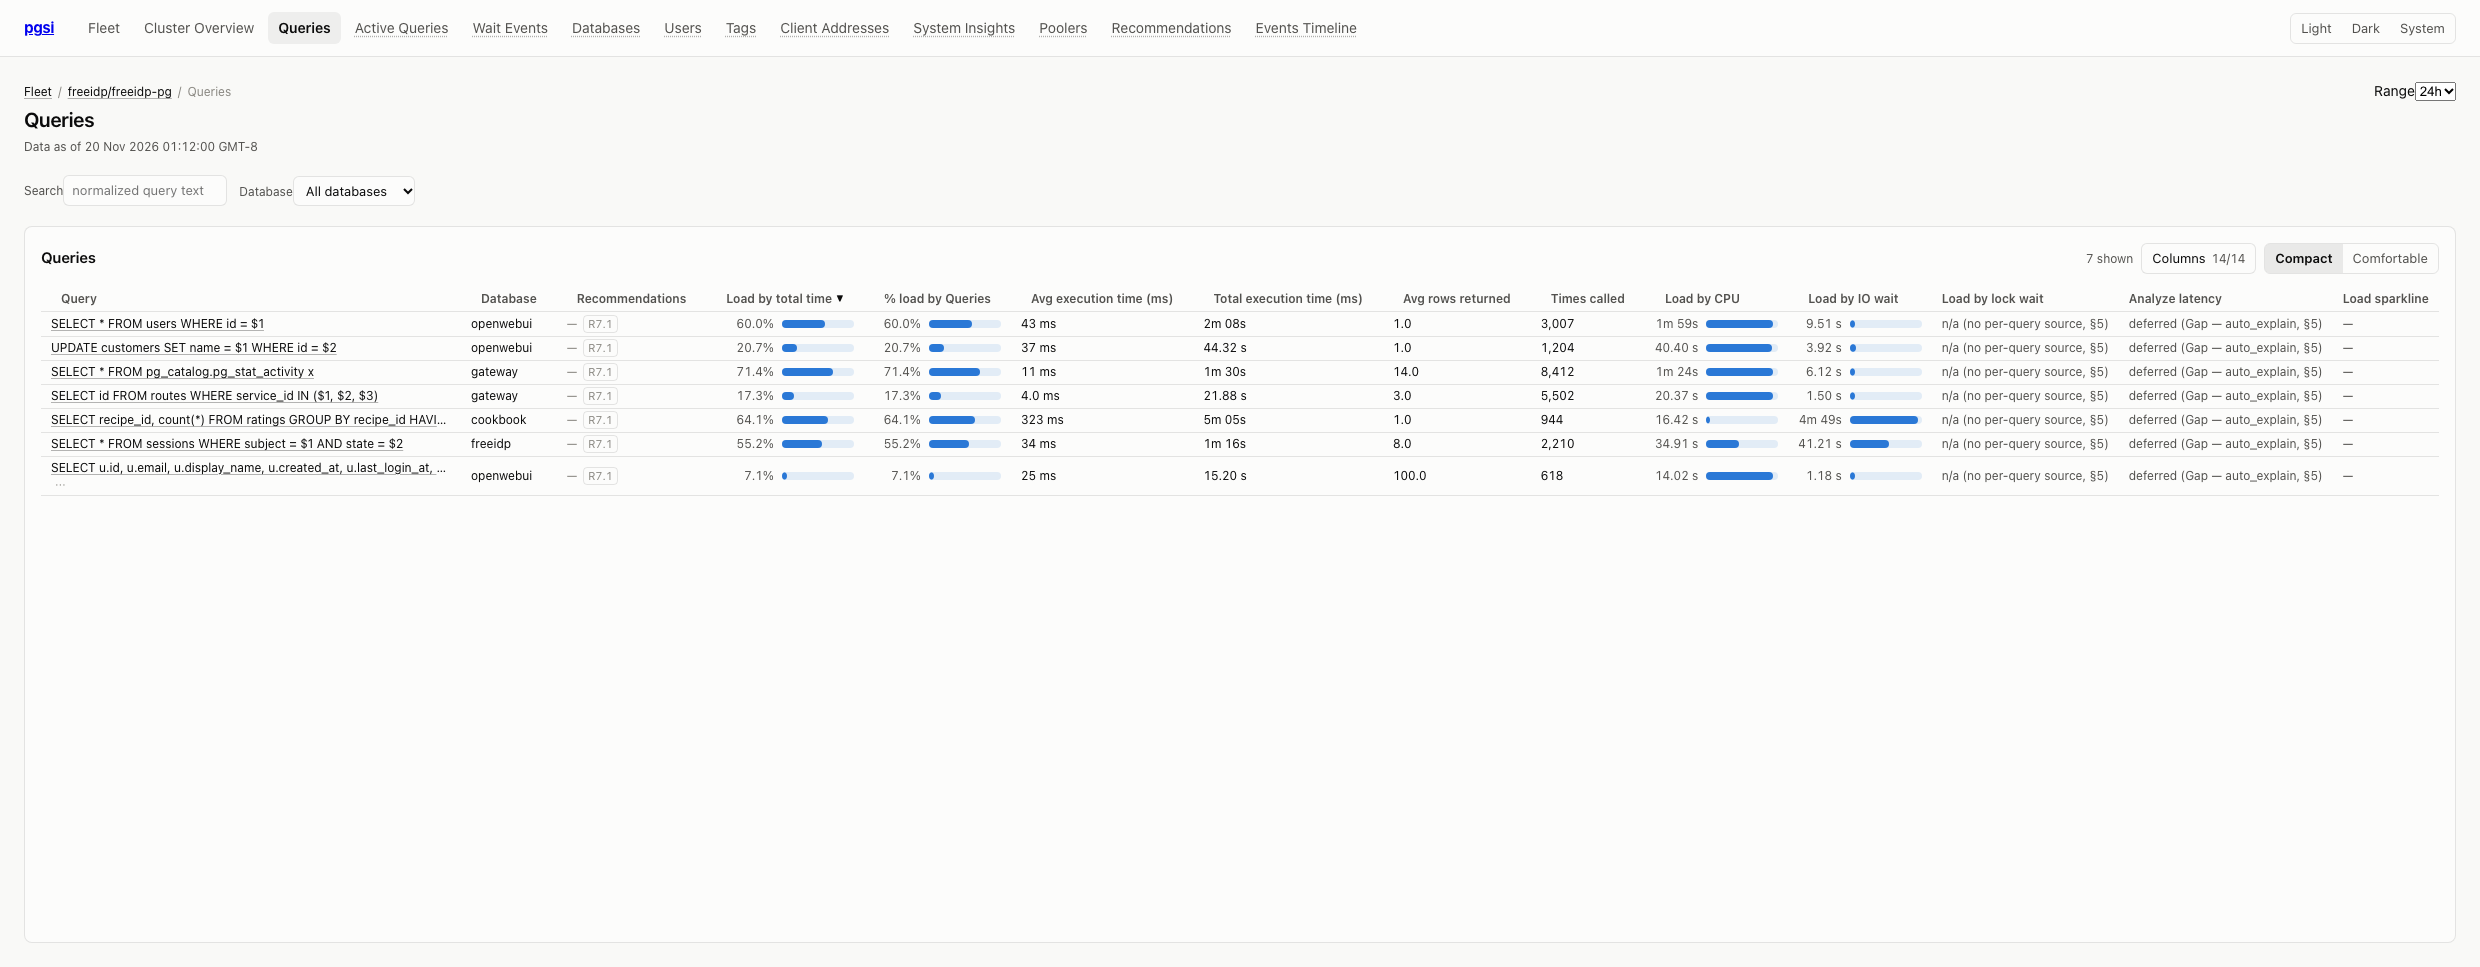 pgsi Fleet Cluster Overview Queries Active Queries Wait Events Databases Users Tags Client Addresses System Insights Poolers Recommendations Events Timeline Light Dark System
Fleet / freeidp/freeidp-pg / Queries Range 24h
Queries
Data as of 20 Nov 2026 01:12:00 GMT-8
Search normalized query text Database All databases
Queries 7 shown Columns 14/14 Compact Comfortable
Query Database Recommendations Load by total time ▼ % load by Queries Avg execution time (ms) Total execution time (ms) Avg rows returned Times called Load by CPU Load by IO wait Load by lock wait Analyze latency Load sparkline
SELECT * FROM users WHERE id = $1 openwebui — R7.1 60.0% 60.0% 43 ms 2m 08s 1.0 3,007 1m 59s 9.51 s n/a (no per-query source, §5) deferred (Gap — auto_explain, §5) —
UPDATE customers SET name = $1 WHERE id = $2 openwebui — R7.1 20.7% 20.7% 37 ms 44.32 s 1.0 1,204 40.40 s 3.92 s n/a (no per-query source, §5) deferred (Gap — auto_explain, §5) —
SELECT * FROM pg_catalog.pg_stat_activity x gateway — R7.1 71.4% 71.4% 11 ms 1m 30s 14.0 8,412 1m 24s 6.12 s n/a (no per-query source, §5) deferred (Gap — auto_explain, §5) —
SELECT id FROM routes WHERE service_id IN ($1, $2, $3) gateway — R7.1 17.3% 17.3% 4.0 ms 21.88 s 3.0 5,502 20.37 s 1.50 s n/a (no per-query source, §5) deferred (Gap — auto_explain, §5) —
SELECT recipe_id, count(*) FROM ratings GROUP BY recipe_id HAVI… cookbook — R7.1 64.1% 64.1% 323 ms 5m 05s 1.0 944 16.42 s 4m 49s n/a (no per-query source, §5) deferred (Gap — auto_explain, §5) —
SELECT * FROM sessions WHERE subject = $1 AND state = $2 freeidp — R7.1 55.2% 55.2% 34 ms 1m 16s 8.0 2,210 34.91 s 41.21 s n/a (no per-query source, §5) deferred (Gap — auto_explain, §5) —
SELECT u.id, u.email, u.display_name, u.created_at, u.last_login_at, … openwebui — R7.1 7.1% 7.1% 25 ms 15.20 s 100.0 618 14.02 s 1.18 s n/a (no per-query source, §5) deferred (Gap — auto_explain, §5) —
…